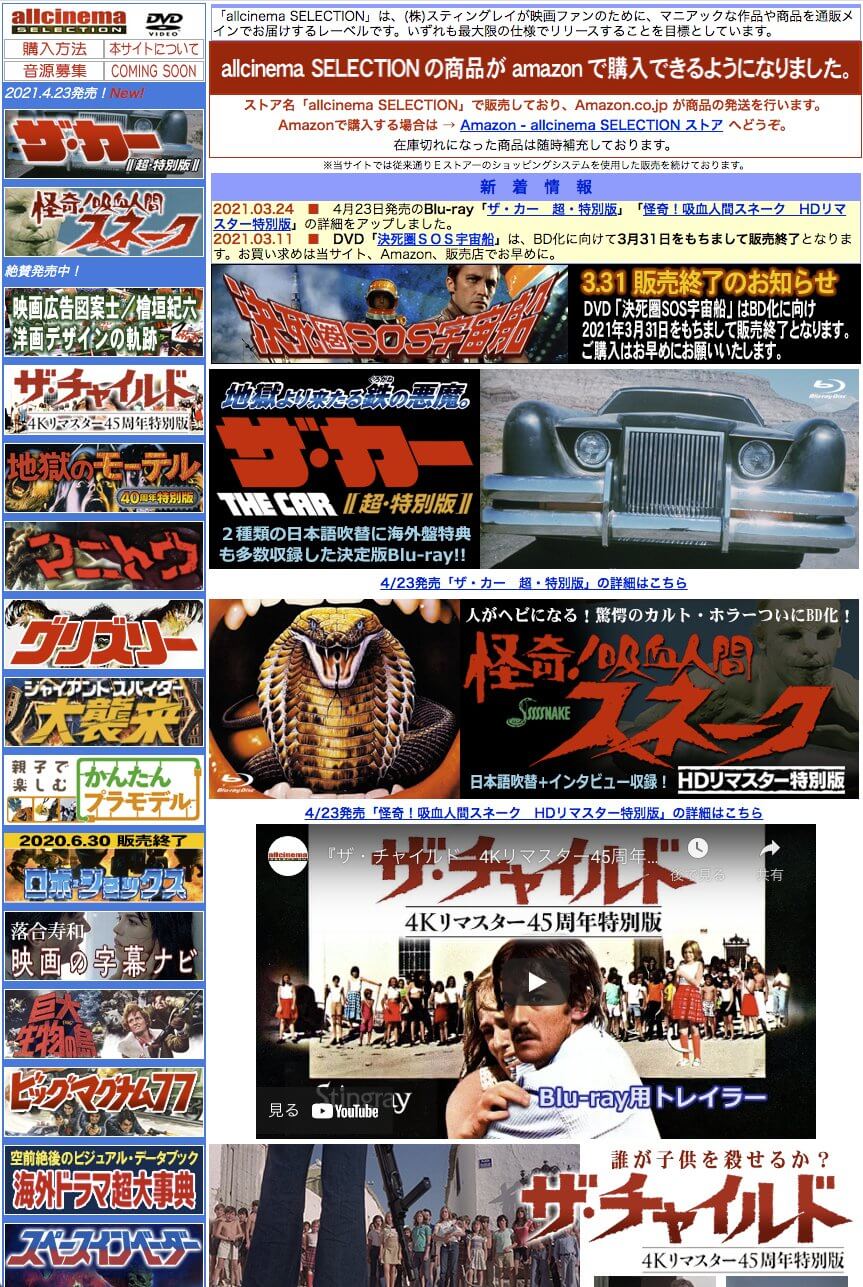 allcinema
SELECTION
DVD
VIDEO
購入方法
本サイトについて
音源募集
COMING SOON
2021.4.23発売！New!
ザ・カー
‖超・特別版‖
怪奇！吸血人間
スネーク
絶賛発売中！
映画広告図案士／檜垣紀六
洋画デザインの軌跡
ザ・チャイルド
4Kリマスター45周年特別版
地獄のモーテル
40周年特別版
マニトウ
グリズリー
ジャイアント・スパイダー
大襲来
親子で
楽しむ
かんたん
プラモデル
2020.6.30 販売終了
ロボ・ジョックス
落合寿和
映画の字幕ナビ
巨大
生物の島
ビッグ・マグナム77
空前絶後のビジュアル・データブック
海外ドラマ超大事典
スペースインベーダー
「allcinema SELECTION」は、(株)スティングレイが映画ファンのために、マニアックな作品や商品を通販メ
インでお届けするレーベルです。いずれも最大限の仕様でリリースすることを目標としています。
allcinema SELECTION の商品が amazon で購入できるようになりました。
ストア名「allcinema SELECTION」で販売しており、Amazon.co.jp が商品の発送を行います。
Amazonで購入する場合は → Amazon - allcinema SELECTION ストア へどうぞ。
在庫切れになった商品は随時補充しております。
※当サイトでは従来通りＥストアーのショッピングシステムを使用した販売を続けております。
新 着 情 報
2021.03.24 ■ 4月23日発売のBlu-ray「ザ・カー 超・特別版」「怪奇！吸血人間スネーク HDリマ
スター特別版」の詳細をアップしました。
2021.03.11 ■ DVD「決死圏ＳＯＳ宇宙船」は、BD化に向けて3月31日をもちまして販売終了となりま
す。お買い求めは当サイト、Amazon、販売店でお早めに。
決死圏SOS宇宙船
3.31 販売終了のお知らせ
DVD「決死圏SOS宇宙船」はBD化に向け
2021年3月31日をもちまして販売終了となります。
ご購入はお早めにお願いいたします。
地獄より来たる鉄の悪魔。
くろがね
ザ・カー
THE CAR ‖超・特別版‖
２種類の日本語吹替に海外盤特典
も多数収録した決定版Blu-ray!!
Blu-ray Disc
4/23発売「ザ・カー 超・特別版」の詳細はこちら
人がヘビになる！驚愕のカルト・ホラーついにBD化！
怪奇！吸血人間
SSSSNAKE
スネーク
日本語吹替+インタビュー収録！
HDリマスター特別版
Blu-ray Disc
4/23発売「怪奇！吸血人間スネーク HDリマスター特別版」の詳細はこちら
allcinema
SELECTION
『ザ・チャイルド 4Kリマスター45周年...
後で見る
共有
ザ・チャイルド
4Kリマスター45周年特別版
Stingray
Blu-ray用トレイラー
見る YouTube
誰が子供を殺せるか？
ザ・チャイルド
4Kリマスター45周年特別版